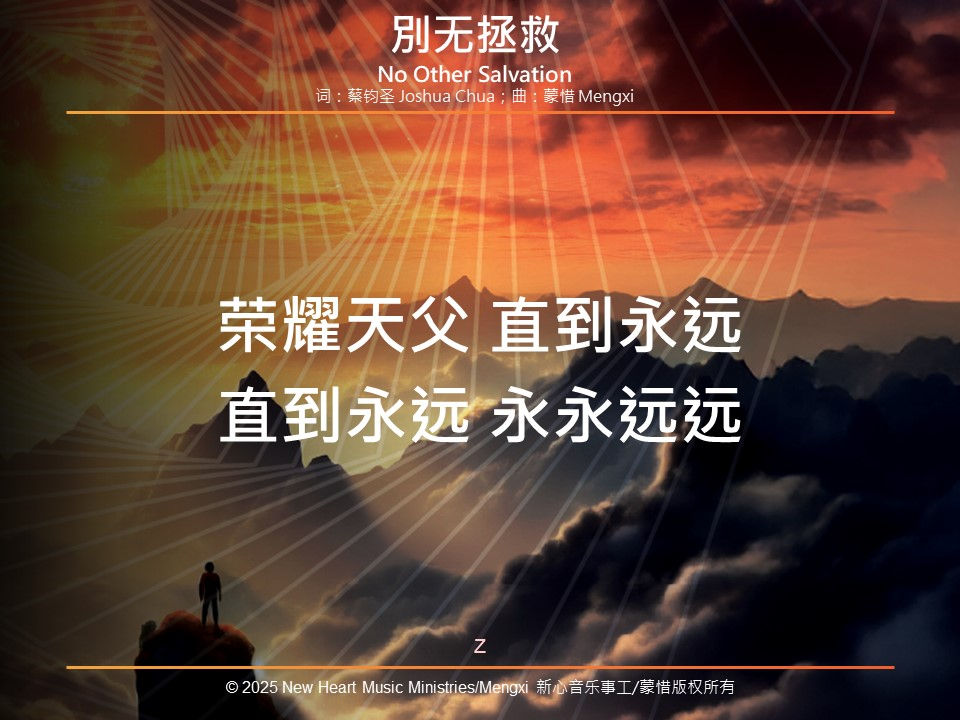 別无拯救
No Other Salvation
词：蔡钧圣 Joshua Chua；曲：蒙惜 Mengxi
荣耀天父 直到永远
直到永远 永永远远
Z
© 2025 New Heart Music Ministries/Mengxi 新心音乐事工/蒙惜版权所有